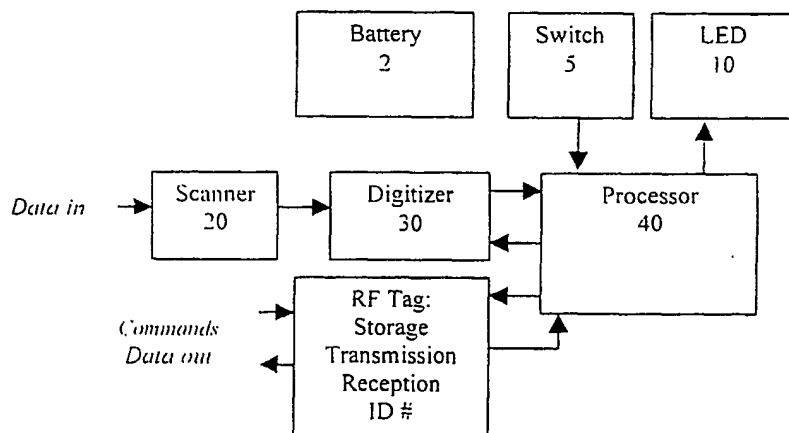 Battery
2
Switch
5
LED
10
Data in
Scanner
20
Digitizer
30
Processor
40
Commands
Data out
RF Tag:
Storage
Transmission
Reception
ID #